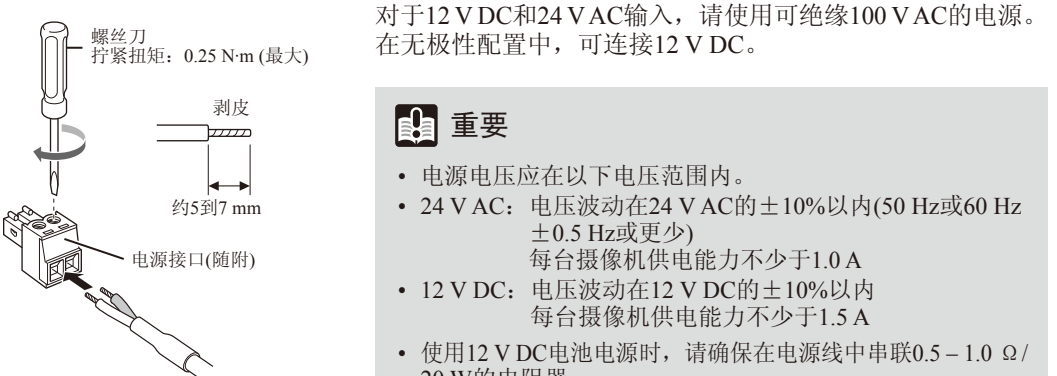 螺丝刀
拧紧扭矩：0.25 N·m (最大)
剥皮
约5到7 mm
电源接口(随附)
对于12 V DC和24 V AC输入，请使用可绝缘100 V AC的电源。
在无极性配置中，可连接12 V DC。
重要
• 电源电压应在以下电压范围内。
• 24 V AC：电压波动在24 V AC的±10%以内(50 Hz或60 Hz
±0.5 Hz或更少)
每台摄像机供电能力不少于1.0 A
• 12 V DC：电压波动在12 V DC的±10%以内
每台摄像机供电能力不少于1.5 A
• 使用12 V DC电池电源时，请确保在电源线中串联0.5 – 1.0 Ω/
20 W的电阻器